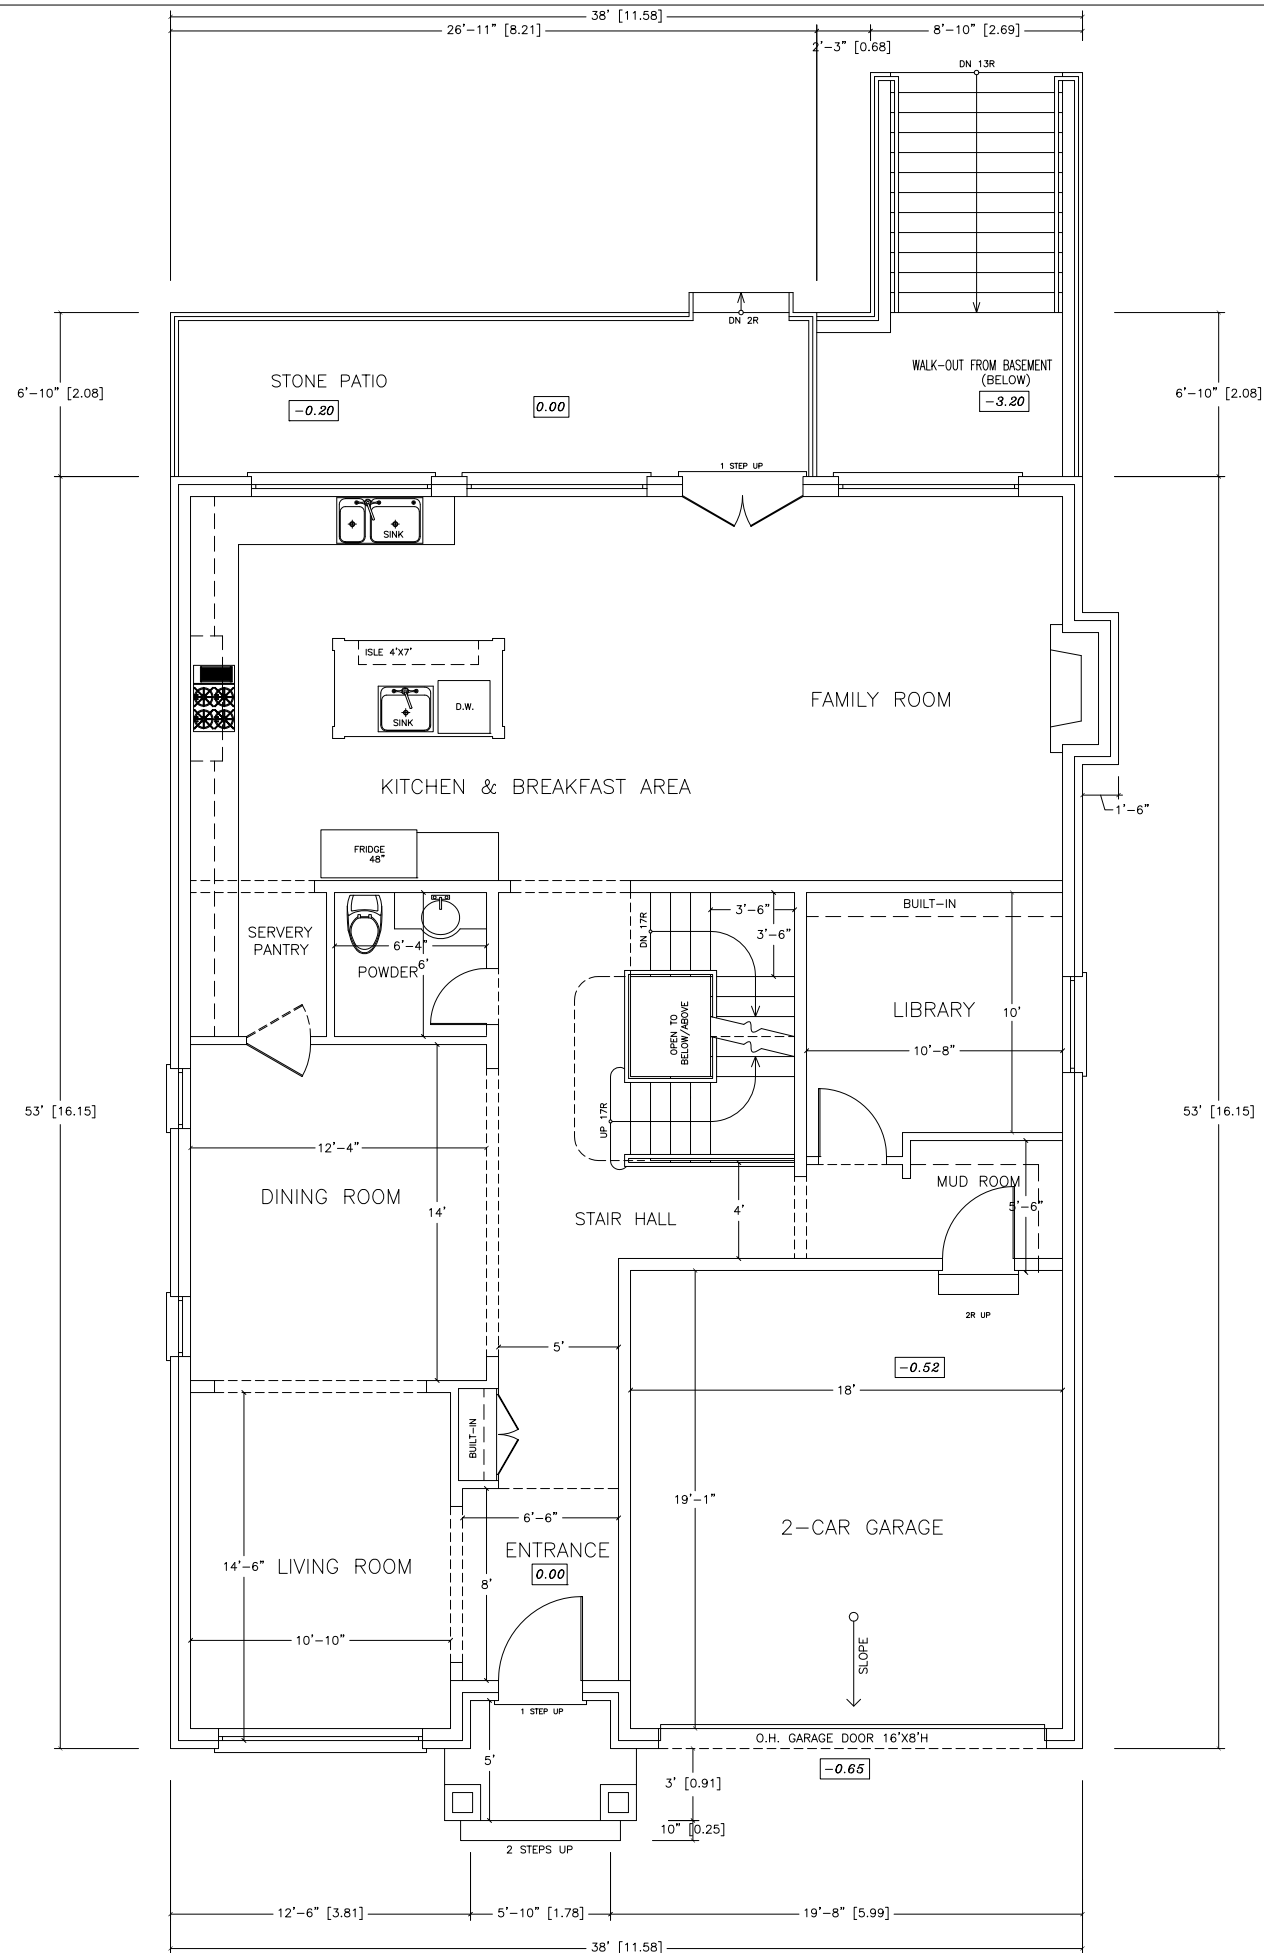 38' [11.58]
26'-11" [8.21]
8'-10" [2.69]
2'-3" [0.68]
DN 13R
DN 2R
STONE PATIO
-0.20
0.00
WALK-OUT FROM BASEMENT
(BELOW)
-3.20
6'-10" [2.08]
6'-10" [2.08]
1 STEP UP
SINK
ISLE 4'X7'
SINK
D.W.
FAMILY ROOM
KITCHEN & BREAKFAST AREA
1'-6"
FRIDGE
48"
SERVERY
PANTRY
6'-4"
6'
POWDER
DN 17R
3'-6"
3'-6"
BUILT-IN
LIBRARY
10'
10'-8"
OPEN TO
BELOW/ABOVE
UP 17R
53' [16.15]
53' [16.15]
12'-4"
DINING ROOM
14'
STAIR HALL
4'
MUD ROOM
5'-6"
2R UP
5'
-0.52
18'
BUILT-IN
19'-1"
6'-6"
ENTRANCE
0.00
2-CAR GARAGE
14'-6"
LIVING ROOM
8'
10'-10"
SLOPE
1 STEP UP
O.H. GARAGE DOOR 16'X8'H
-0.65
5'
3' [0.91]
10" [0.25]
2 STEPS UP
12'-6" [3.81]
5'-10" [1.78]
19'-8" [5.99]
38' [11.58]